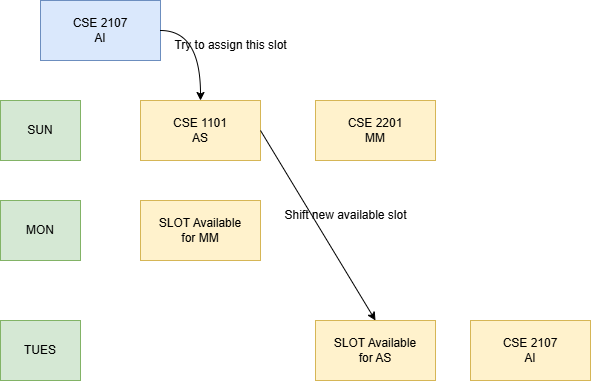 CSE 2107
AI
Try to assign this slot
SUN
CSE 1101
AS
CSE 2201
MM
MON
SLOT Available
for MM
Shift new available slot
TUES
SLOT Available
for AS
CSE 2107
AI